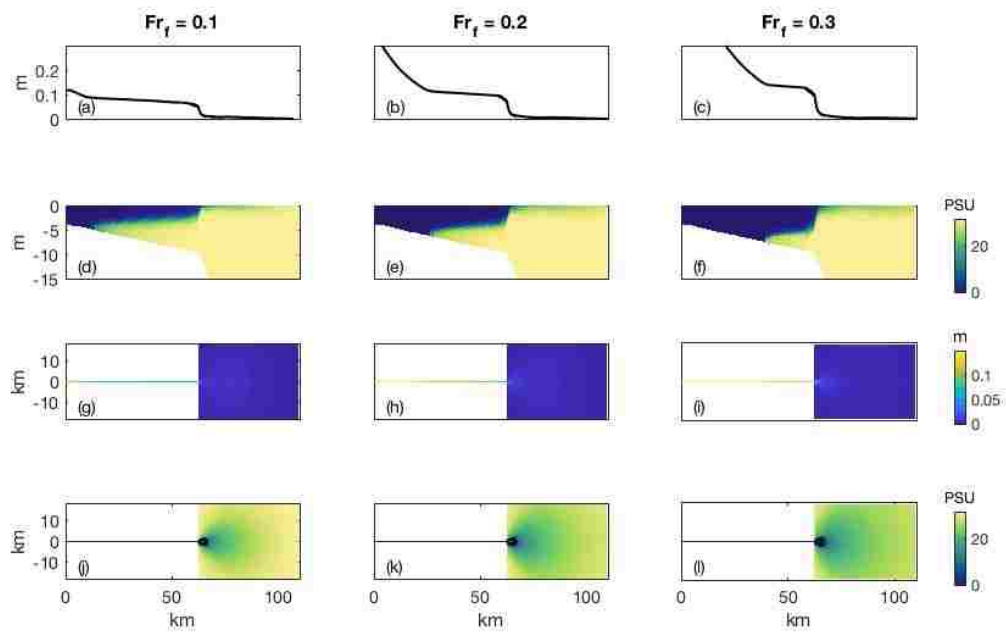 Fr_f = 0.1 Fr_f = 0.2 Fr_f = 0.3
m
0.2
0.1
0
(a) (b) (c)
PSU
m
0
-5
-10
-15
(d) (e) (f)
20
0
m
km
10
0
-10
(g) (h) (i)
0.1
0.05
0
PSU
km
10
0
-10
(j) (k) (l)
20
0
0 50 100 0 50 100 0 50 100
km km km